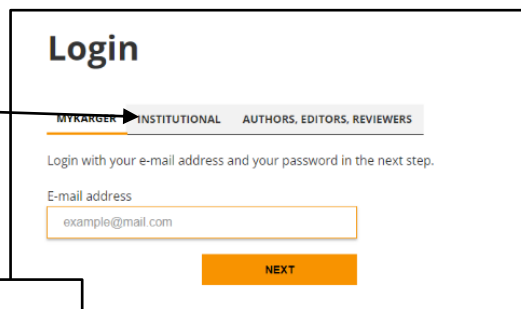 Login
MYKARGER INSTITUTIONAL AUTHORS, EDITORS, REVIEWERS
Login with your e-mail address and your password in the next step.
E-mail address
example@mail.com
NEXT